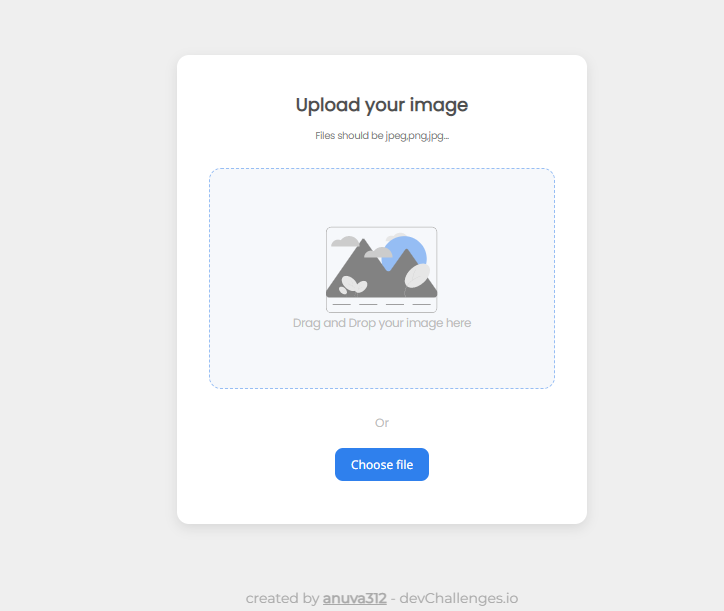 Upload your image
Files should be jpeg,png,jpg...
Drag and Drop your image here
Or
Choose file
created by anuva312 - devChallenges.io